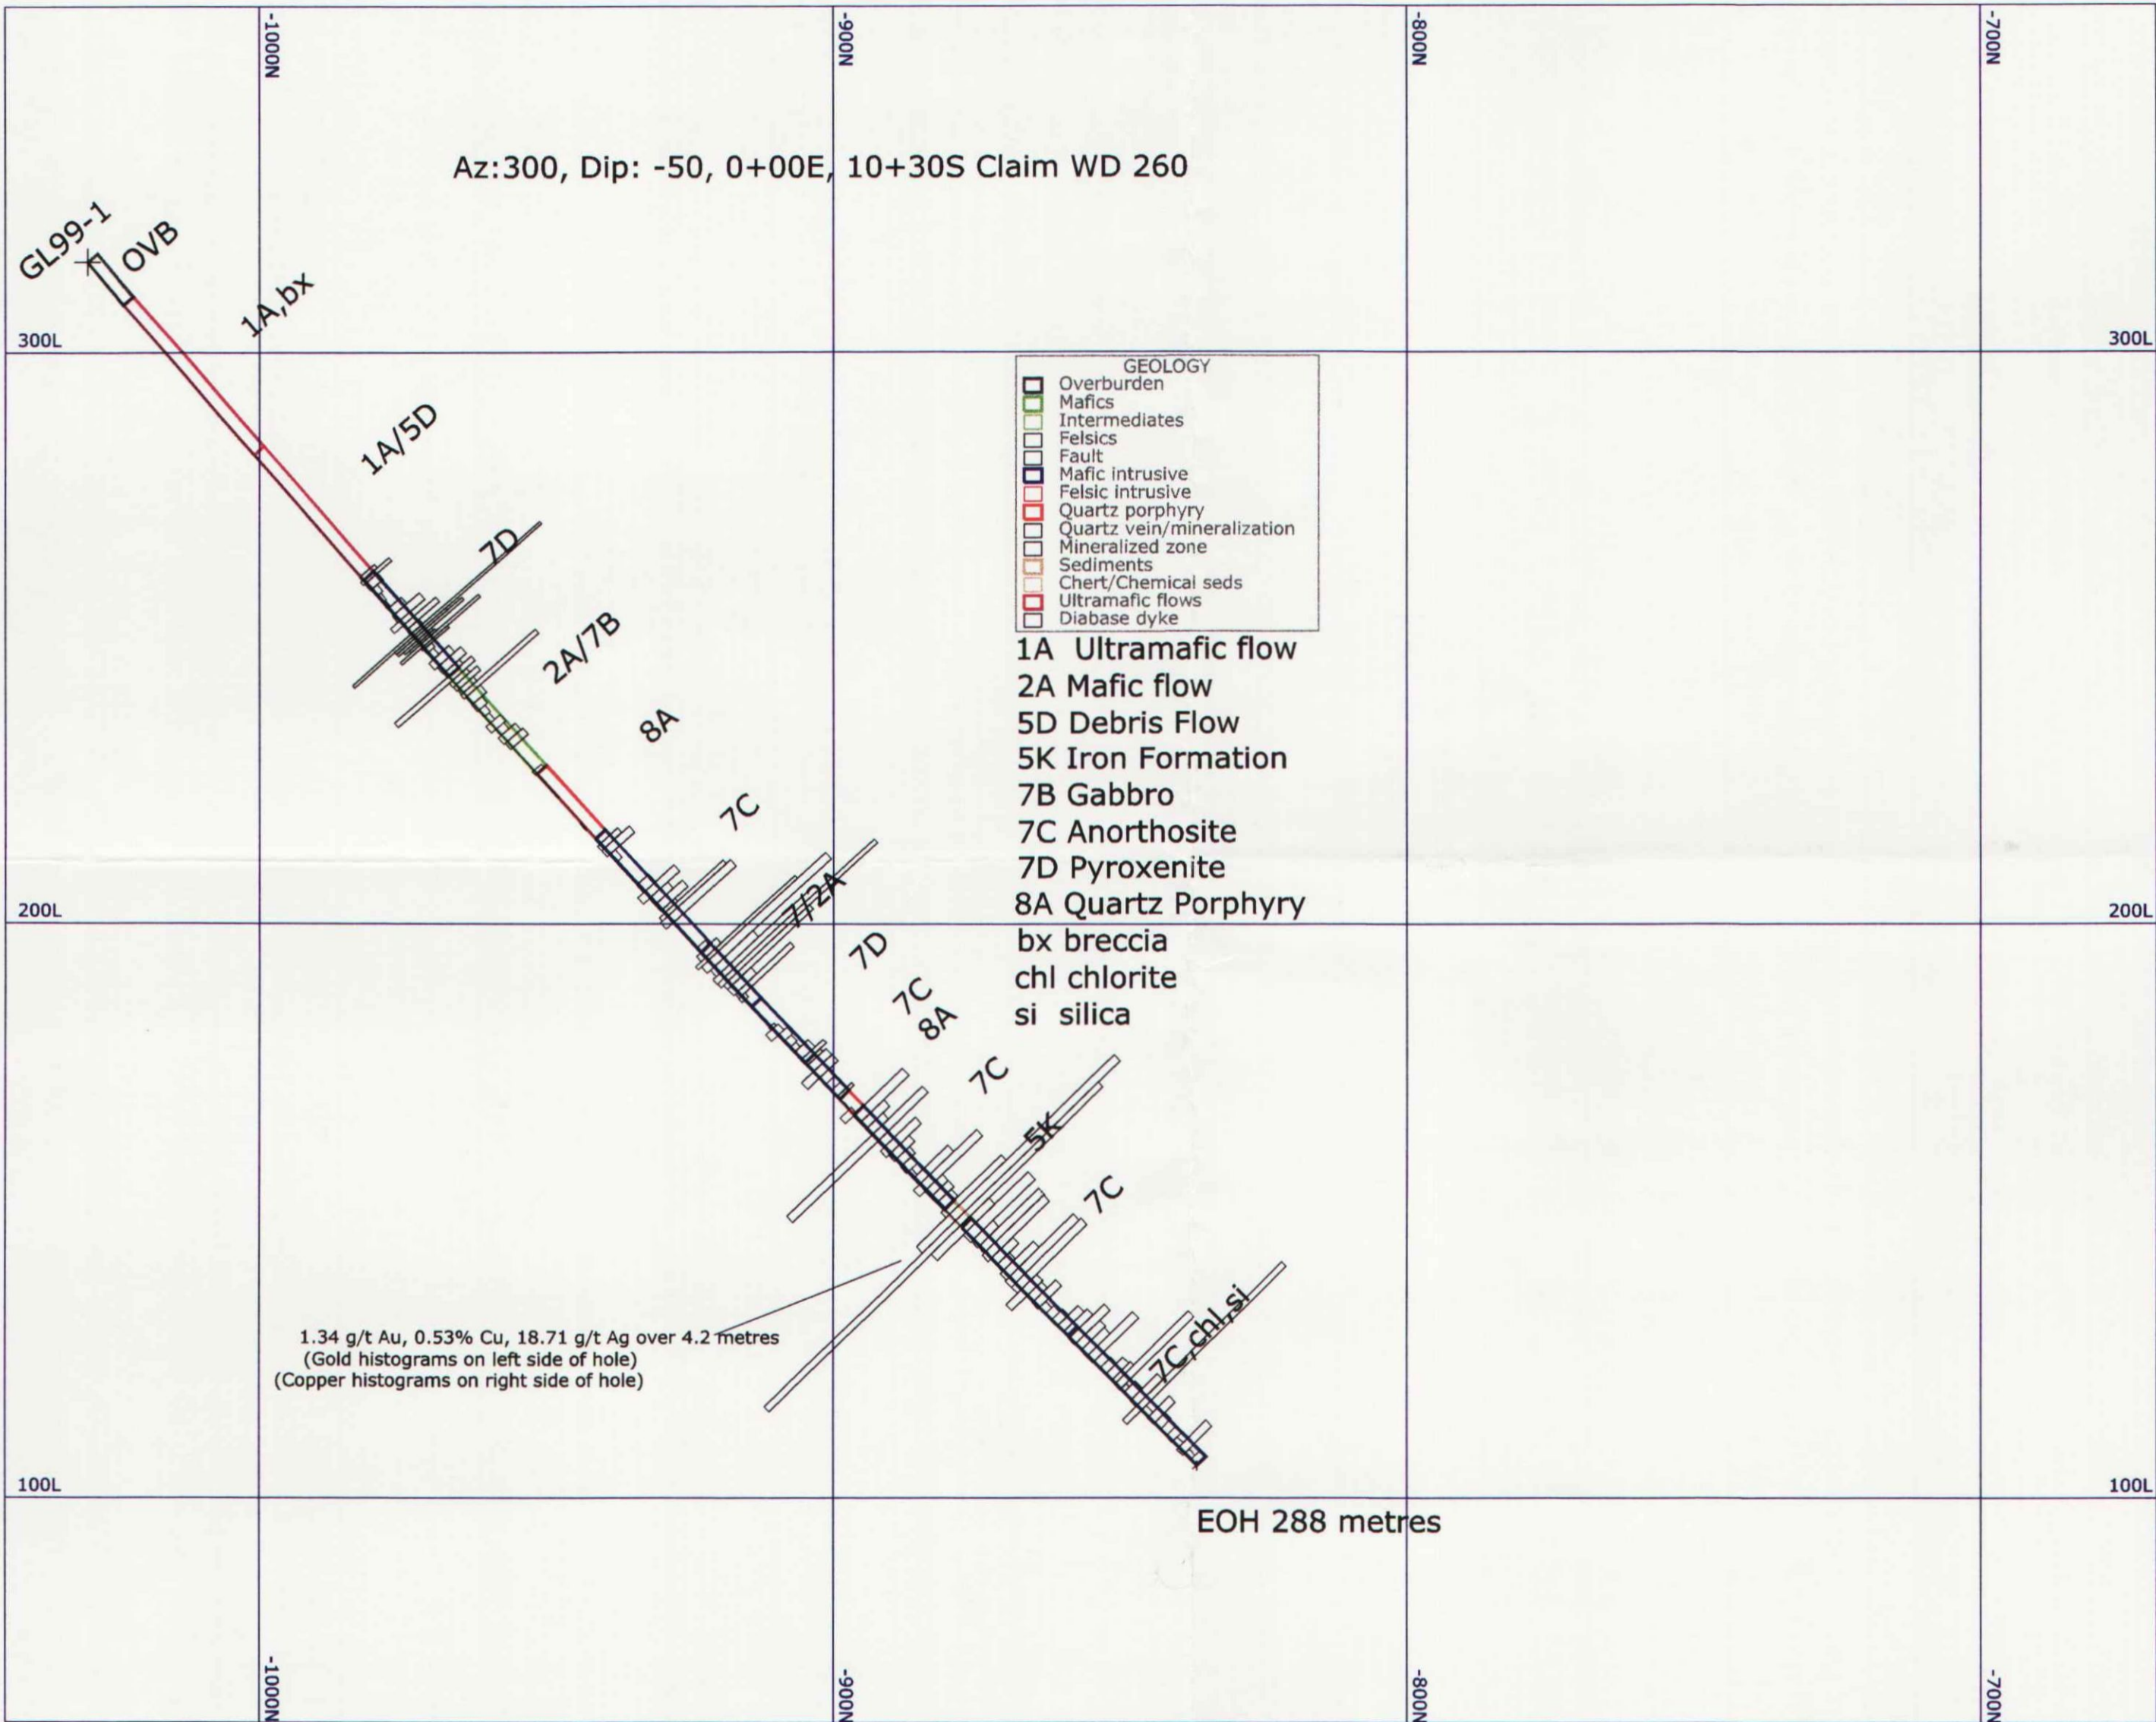 -1000N
-900N
-800N
-700N
Az:300, Dip: -50, 0+00E, 10+30S Claim WD 260
GL99-1
OVB
1A,bx
300L
300L
1A/5D
7D
2A/7B
8A
7C
7/2A
7D
7C
8A
7C
5K
7C
7C,chl,si
GEOLOGY
Overburden
Mafics
Intermediates
Felsics
Fault
Mafic intrusive
Felsic intrusive
Quartz porphyry
Quartz vein/mineralization
Mineralized zone
Sediments
Chert/Chemical seds
Ultramafic flows
Diabase dyke
1A Ultramafic flow
2A Mafic flow
5D Debris Flow
5K Iron Formation
7B Gabbro
7C Anorthosite
7D Pyroxenite
8A Quartz Porphyry
bx breccia
chl chlorite
si silica
200L
200L
1.34 g/t Au, 0.53% Cu, 18.71 g/t Ag over 4.2 metres
(Gold histograms on left side of hole)
(Copper histograms on right side of hole)
100L
100L
EOH 288 metres
-1000N
-900N
-800N
-700N